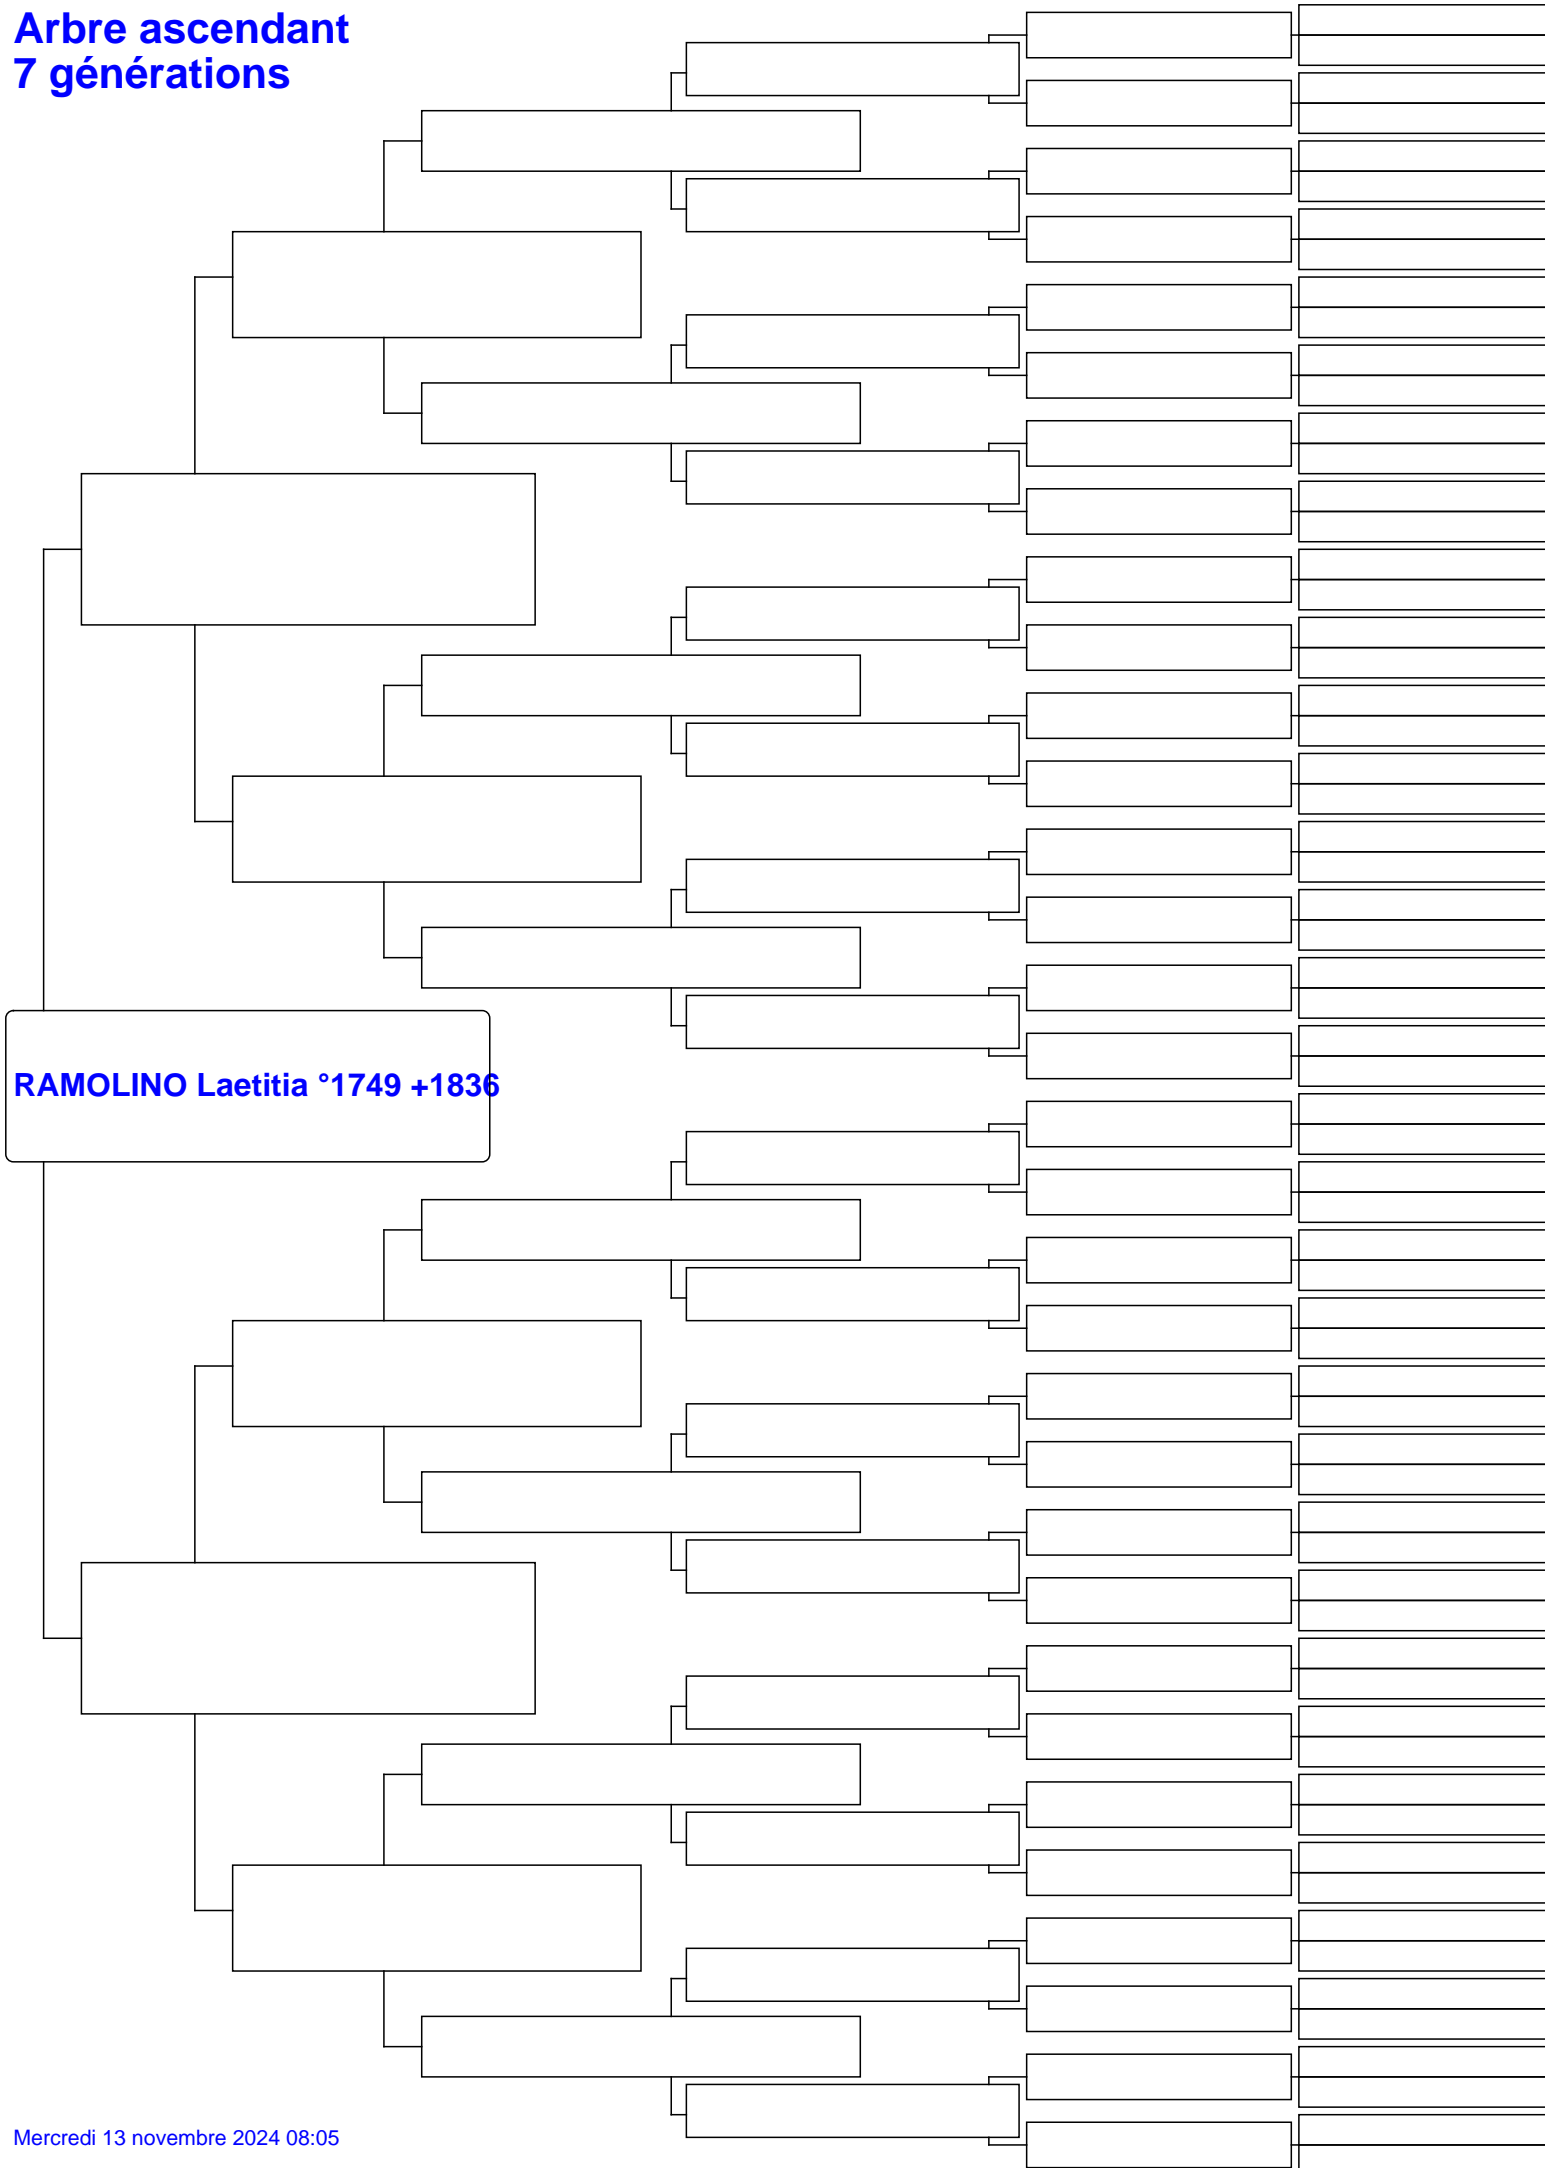 Arbre ascendant
7 générations
RAMOLINO Laetitia °1749 +1836
Mercredi 13 novembre 2024 08:05